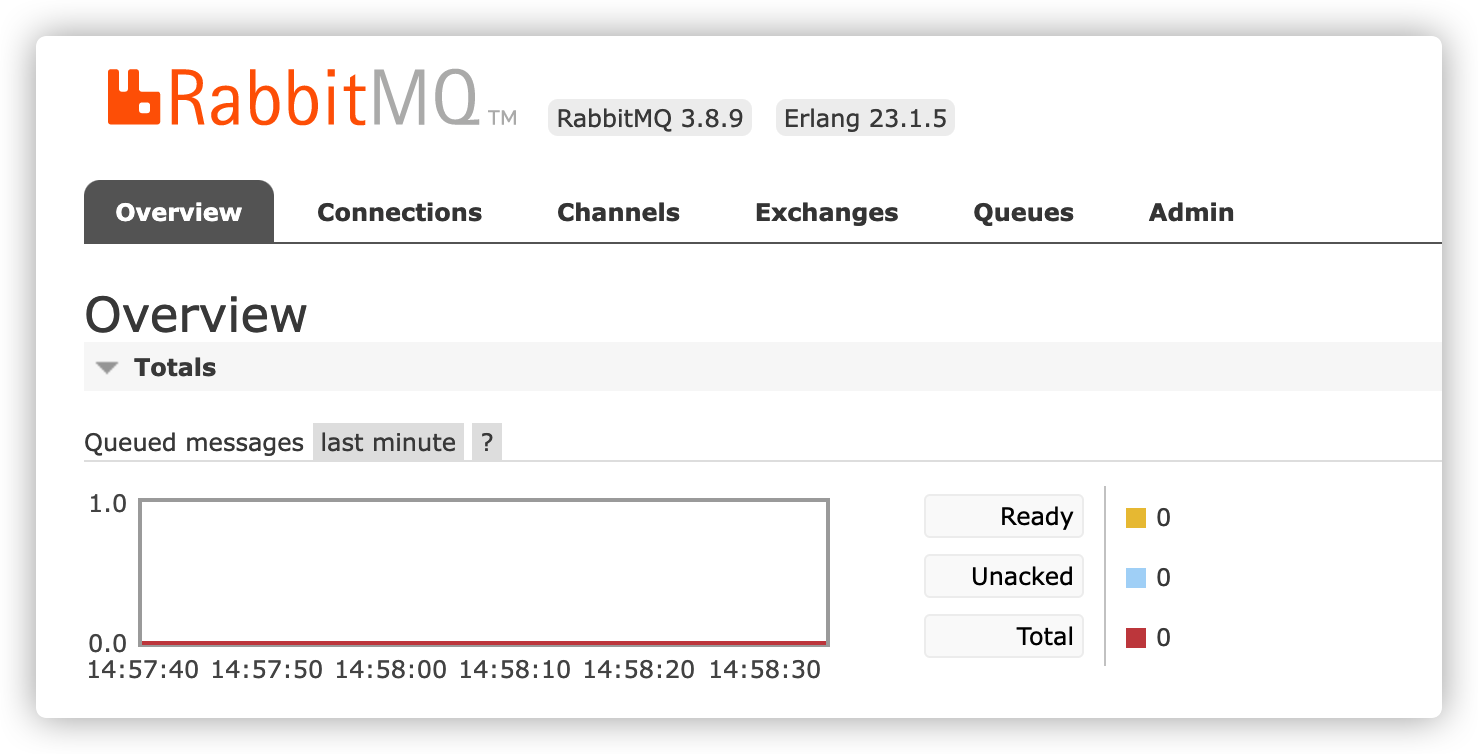 RabbitMQ TM RabbitMQ 3.8.9 Erlang 23.1.5
Overview Connections Channels Exchanges Queues Admin
Overview
Totals
Queued messages last minute ?
1.0
Ready 0
Unacked 0
Total 0
0.0
14:57:40 14:57:50 14:58:00 14:58:10 14:58:20 14:58:30